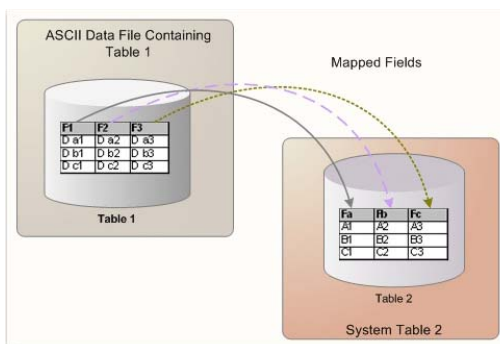 ASCII Data File Containing
Table 1
Mapped Fields
F1 F2 F3
D a1 D a2 D a3
D b1 D b2 D b3
D c1 D c2 D c3
Table 1
Fa Fb Fc
A1 A2 A3
B1 B2 B3
C1 C2 C3
Table 2
System Table 2